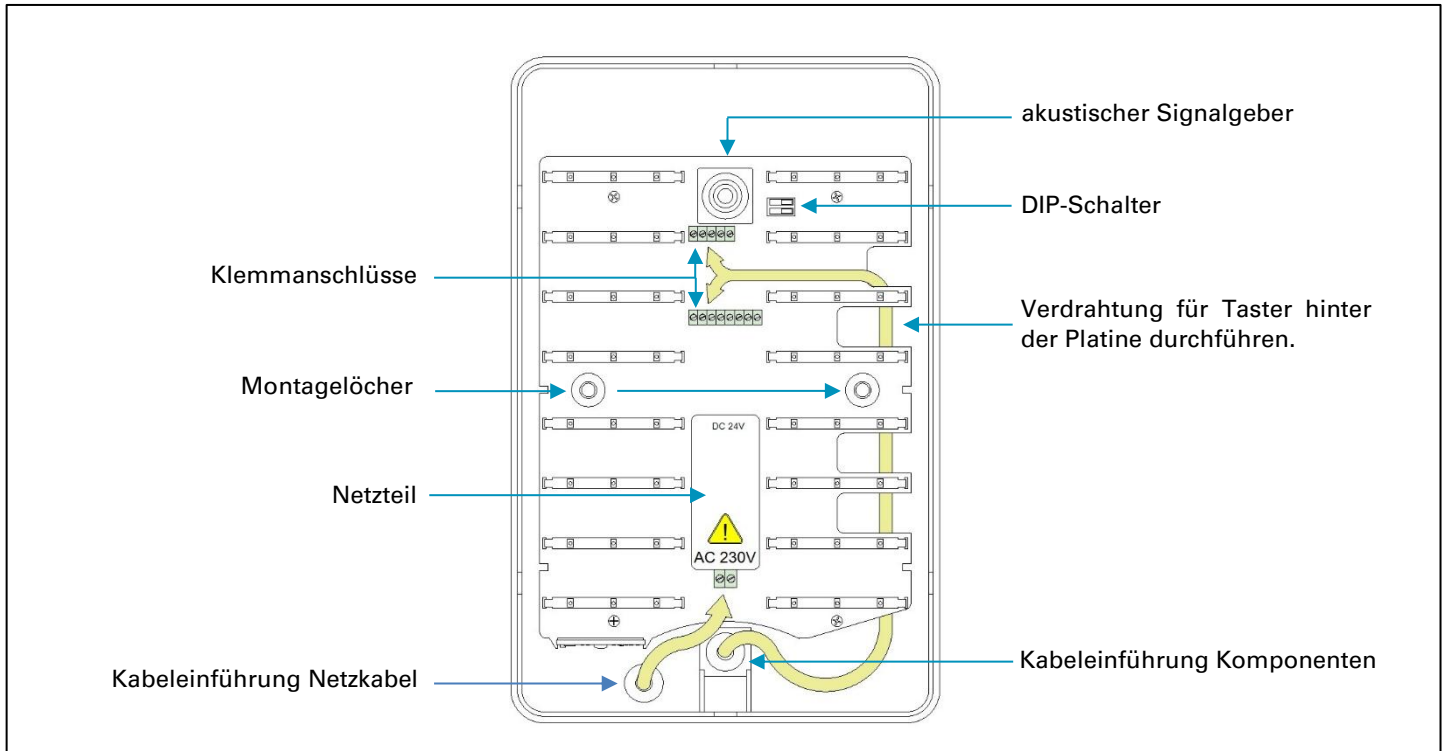 akustischer Signalgeber
DIP-Schalter
Klemmanschlüsse
Verdrahtung für Taster hinter
der Platine durchführen.
Montagelöcher
DC 24V
Netzteil
AC 230V
Kabeleinführung Komponenten
Kabeleinführung Netzkabel